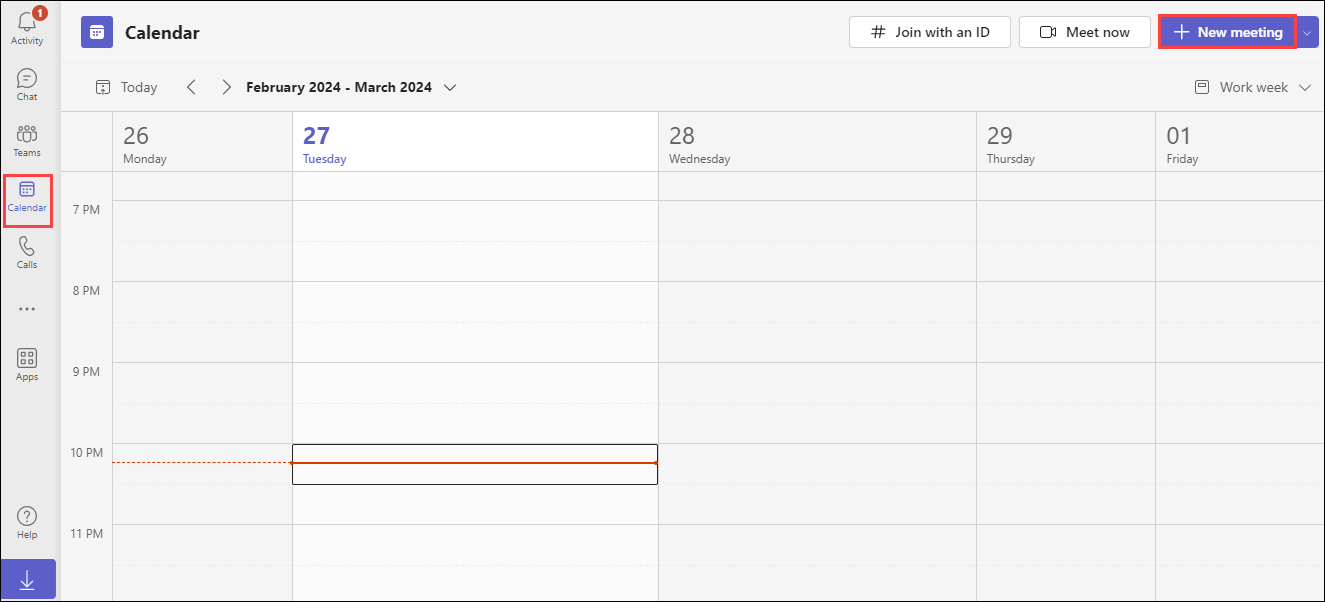 1
Activity
Chat
Teams
Calendar
Calls
Apps
Help
Calendar
# Join with an ID
Meet now
+ New meeting
Today
February 2024 - March 2024
Work week
26
Monday
27
Tuesday
28
Wednesday
29
Thursday
01
Friday
7 PM
8 PM
9 PM
10 PM
11 PM